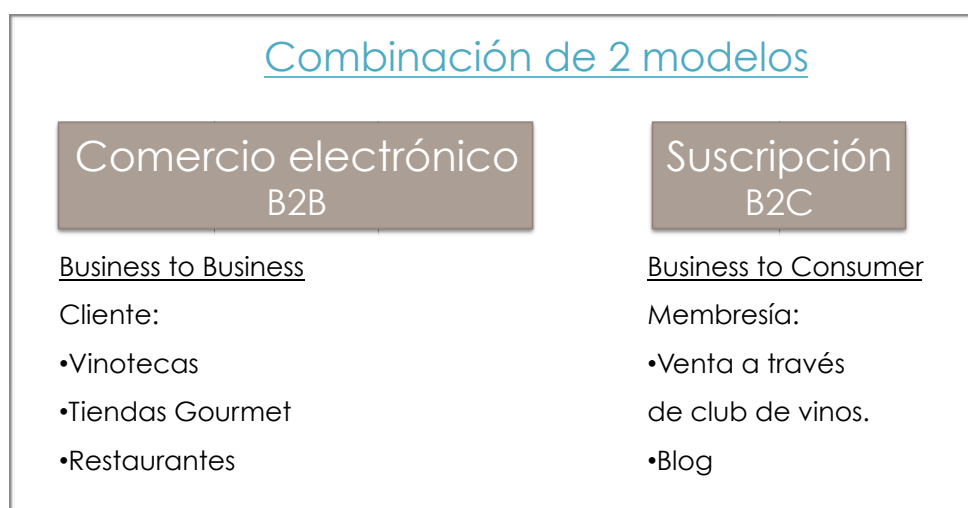 Combinación de 2 modelos
Comercio electrónico
B2B
Business to Business
Cliente:
•Vinotecas
•Tiendas Gourmet
•Restaurantes
Suscripción
B2C
Business to Consumer
Membresía:
•Venta a través
de club de vinos.
•Blog